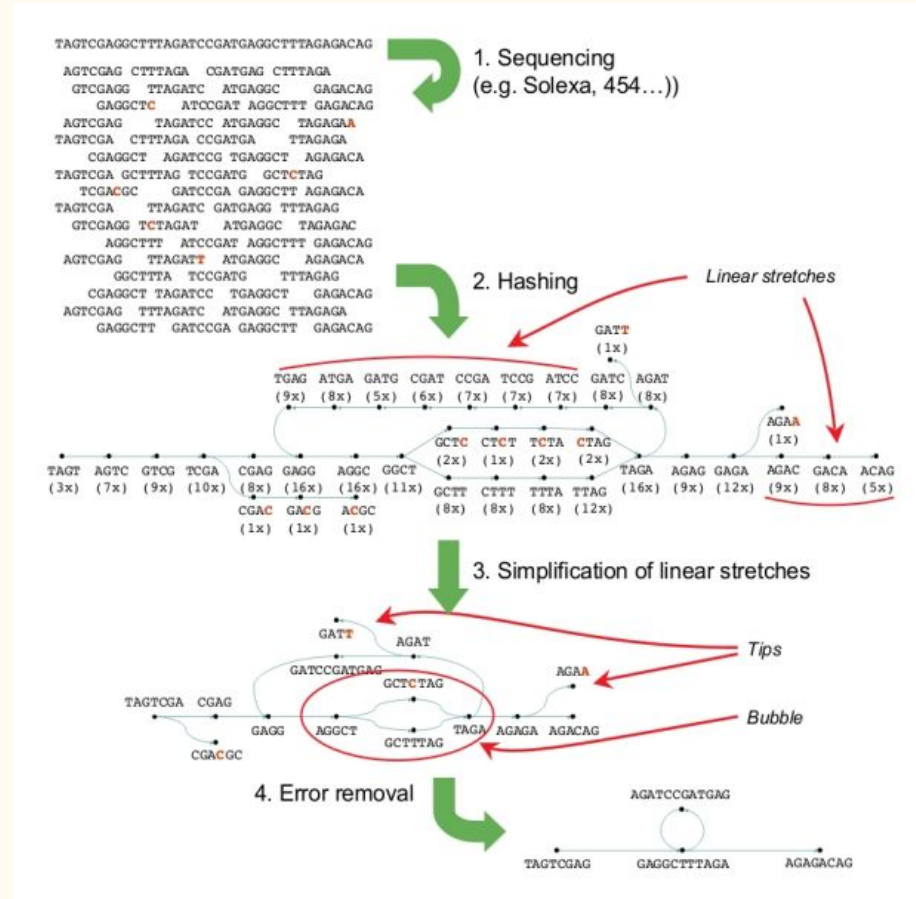 TAGTCGAGGCTTTAGATCCGATGAGGCTTTAGAGACAG
1. Sequencing
(e.g. Solexa, 454...))
AGTCGAG CTTTAGA CGATGAG CTTTAGA
GTCGAGG TTAGATC ATGAGGC GAGACAG
GAGGCTC ATCCGAT AGGCTTT GAGACAG
AGTCGAG TAGATCC ATGAGGC TAGAGAA
TAGTCGA CTTTAGA CCGATGA TTAGAGA
CGAGGCT AGATCCG TGAGGCT AGAGACA
TAGTCGA GCTTTAG TCCGATG GCTCTAG
TCGACGC GATCCGA GAGGCTT AGAGACA
TAGTCGA TTAGATC GATGAGG TTTAGAG
GTCGAGG TCTAGAT ATGAGGC TAGAGAC
AGGCTTT ATCCGAT AGGCTTT GAGACAG
AGTCGAG TTAGATT ATGAGGC AGAGACA
GGCTTTA TCCGATG TTTAGAG
CGAGGCT TAGATCC TGAGGCT GAGACAG
AGTCGAG TTTAGATC ATGAGGC TTAGAGA
GAGGCTT GATCCGA GAGGCTT GAGACAG
2. Hashing
Linear stretches
GATT
(1x)
TGAG ATGA GATG CGAT CCGA TCCG ATCC GATC AGAT
(9x) (8x) (5x) (6x) (7x) (7x) (7x) (8x) (8x)
AGAA
(1x)
GCTC CTCT TCTA CTAG
(2x) (1x) (2x) (2x)
TAGT AGTC GTCG TCGA CGAG GAGG AGGC GGCT TAGA AGAG GAGA AGAC GACA ACAG
(3x) (7x) (9x) (10x) (8x) (16x) (16x) (11x) (16x) (9x) (12x) (9x) (8x) (5x)
GCTT CTTT TTTA TTAG
(8x) (8x) (8x) (12x)
CGAC GACG ACGC
(1x) (1x) (1x)
3. Simplification of linear stretches
GATT
AGAT
Tips
GATCCGATGAG
AGAA
GCTCTAG
TAGTCGA CGAG
Bubble
GAGG AGGCT TAGA AGAGA AGACAG
GCTTTAG
CGACGC
4. Error removal
AGATCCGATGAG
TAGTCGAG GAGGCTTTAGA AGAGACAG